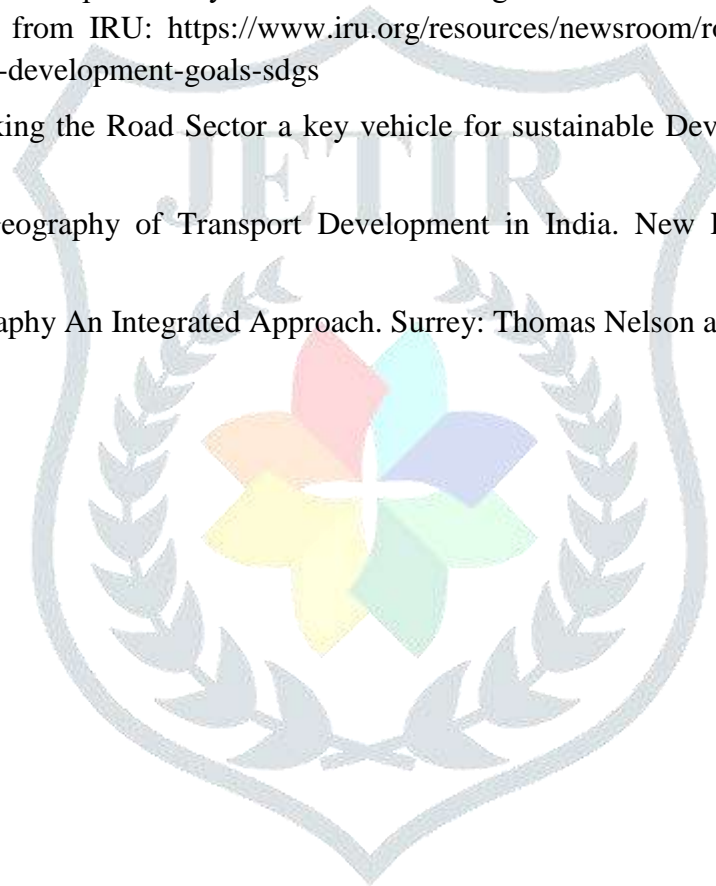 from IRU: https://www.iru.org/resources/newsroom/ro
-development-goals-sdgs
king the Road Sector a key vehicle for sustainable Dev
JETIR
eography of Transport Development in India. New
aphy An Integrated Approach. Surrey: Thomas Nelson a